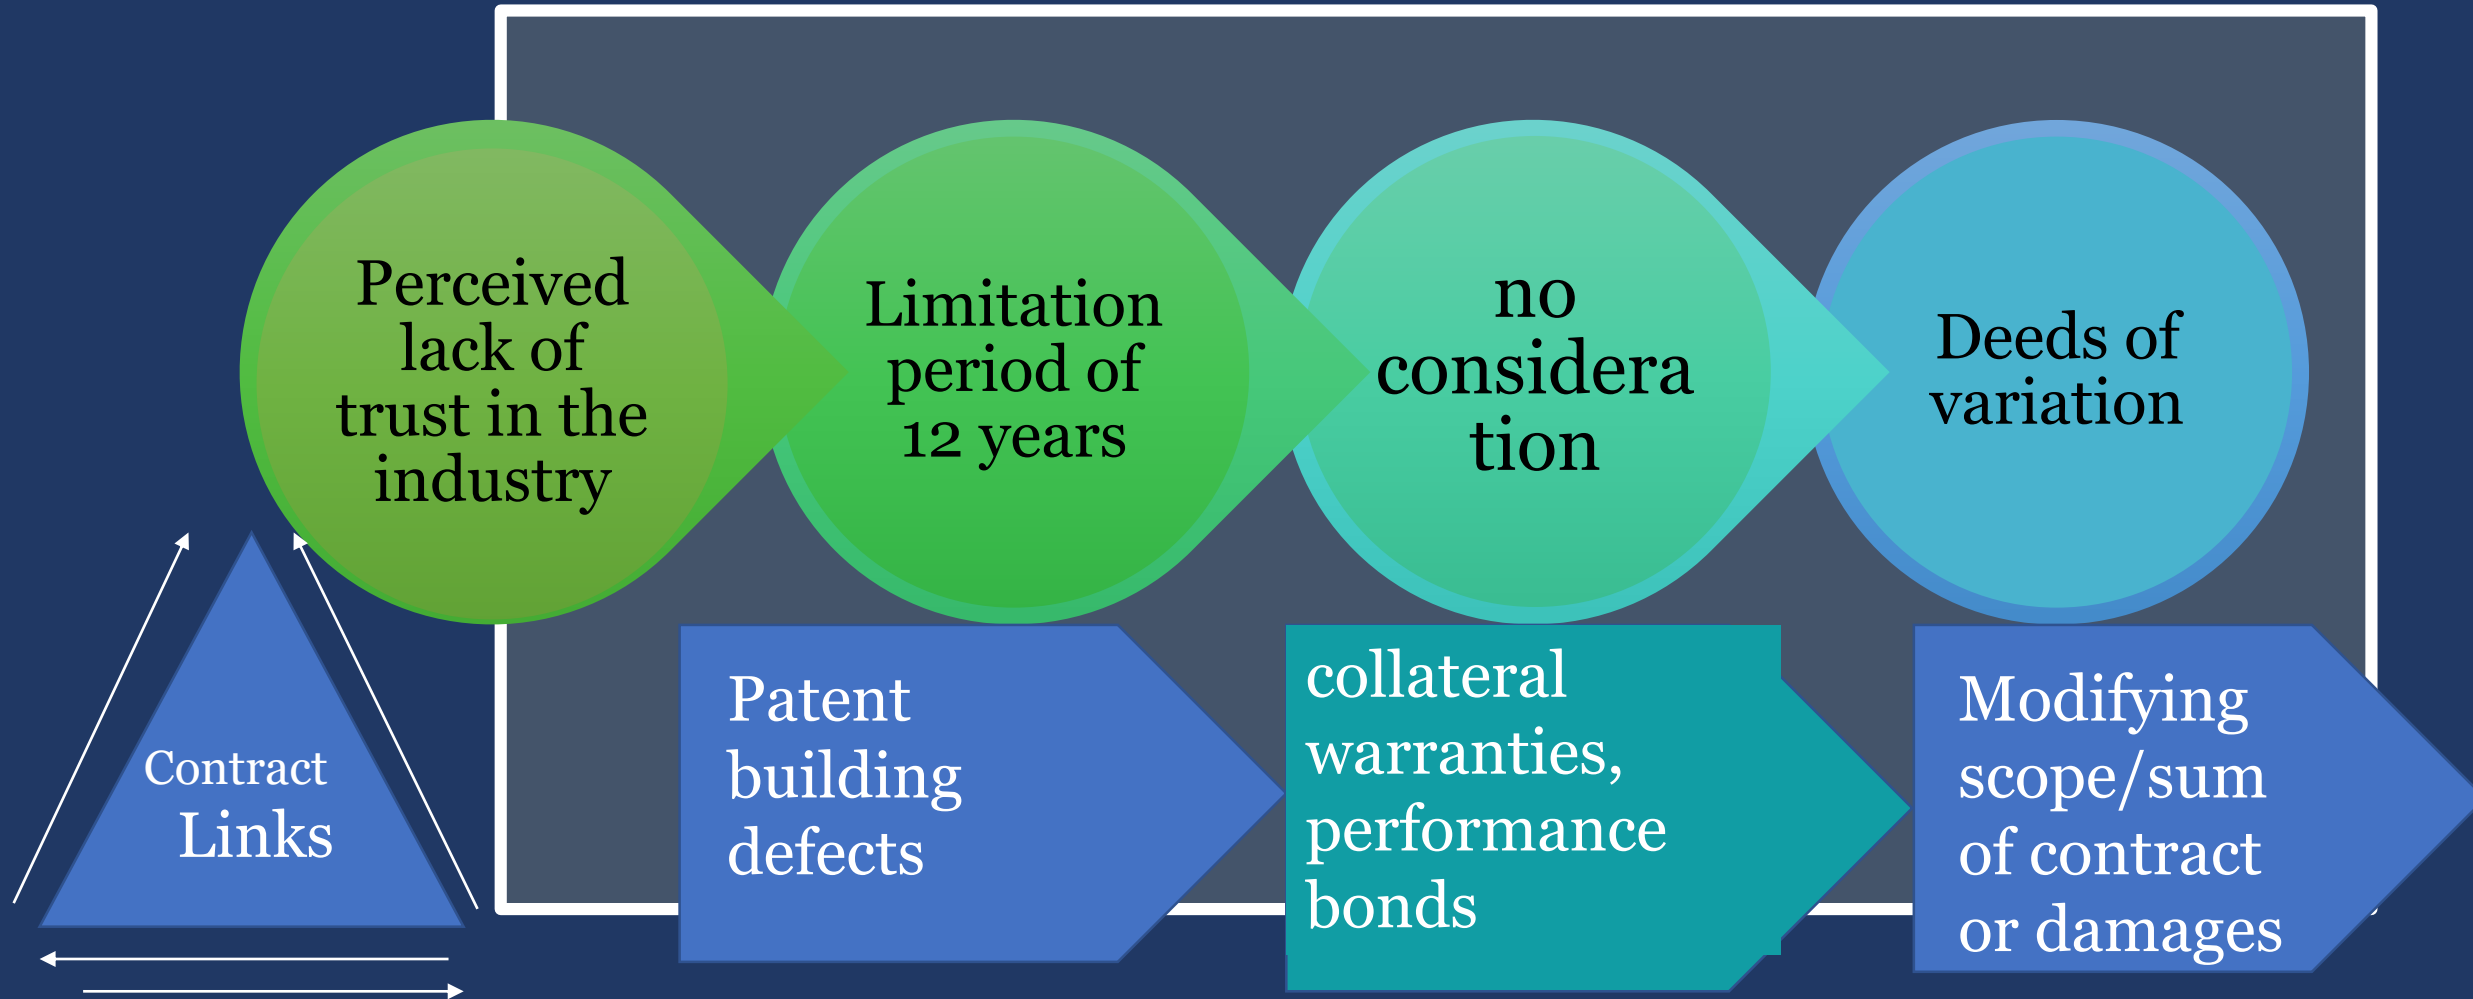 Perceived
lack of
trust in the
industry
Limitation
period of
12 years
no
considera
tion
Deeds of
variation
Contract
Links
Patent
building
defects
collateral
warranties,
performance
bonds
Modifying
scope/sum
of contract
or damages